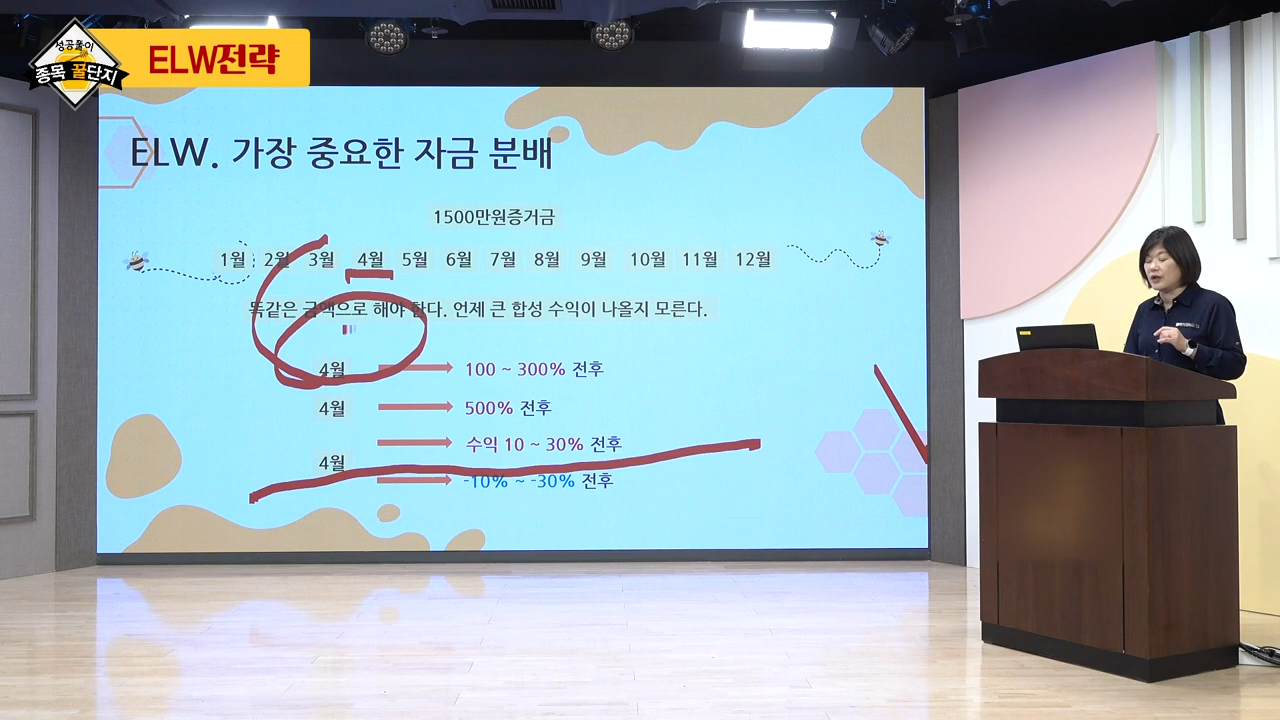 성공풀이
종목 꿀단지
ELW전략
ELW. 가장 중요한 자금 분배
1500만원증거금
1월 2월 3월 4월 5월 6월 7월 8월 9월 10월 11월 12월
똑같은 금액으로 해야 한다. 언제 큰 합성 수익이 나올지 모른다.
4월 100 ~ 300% 전후
4월 500% 전후
수익 10 ~ 30% 전후
4월
-10% ~ -30% 전후